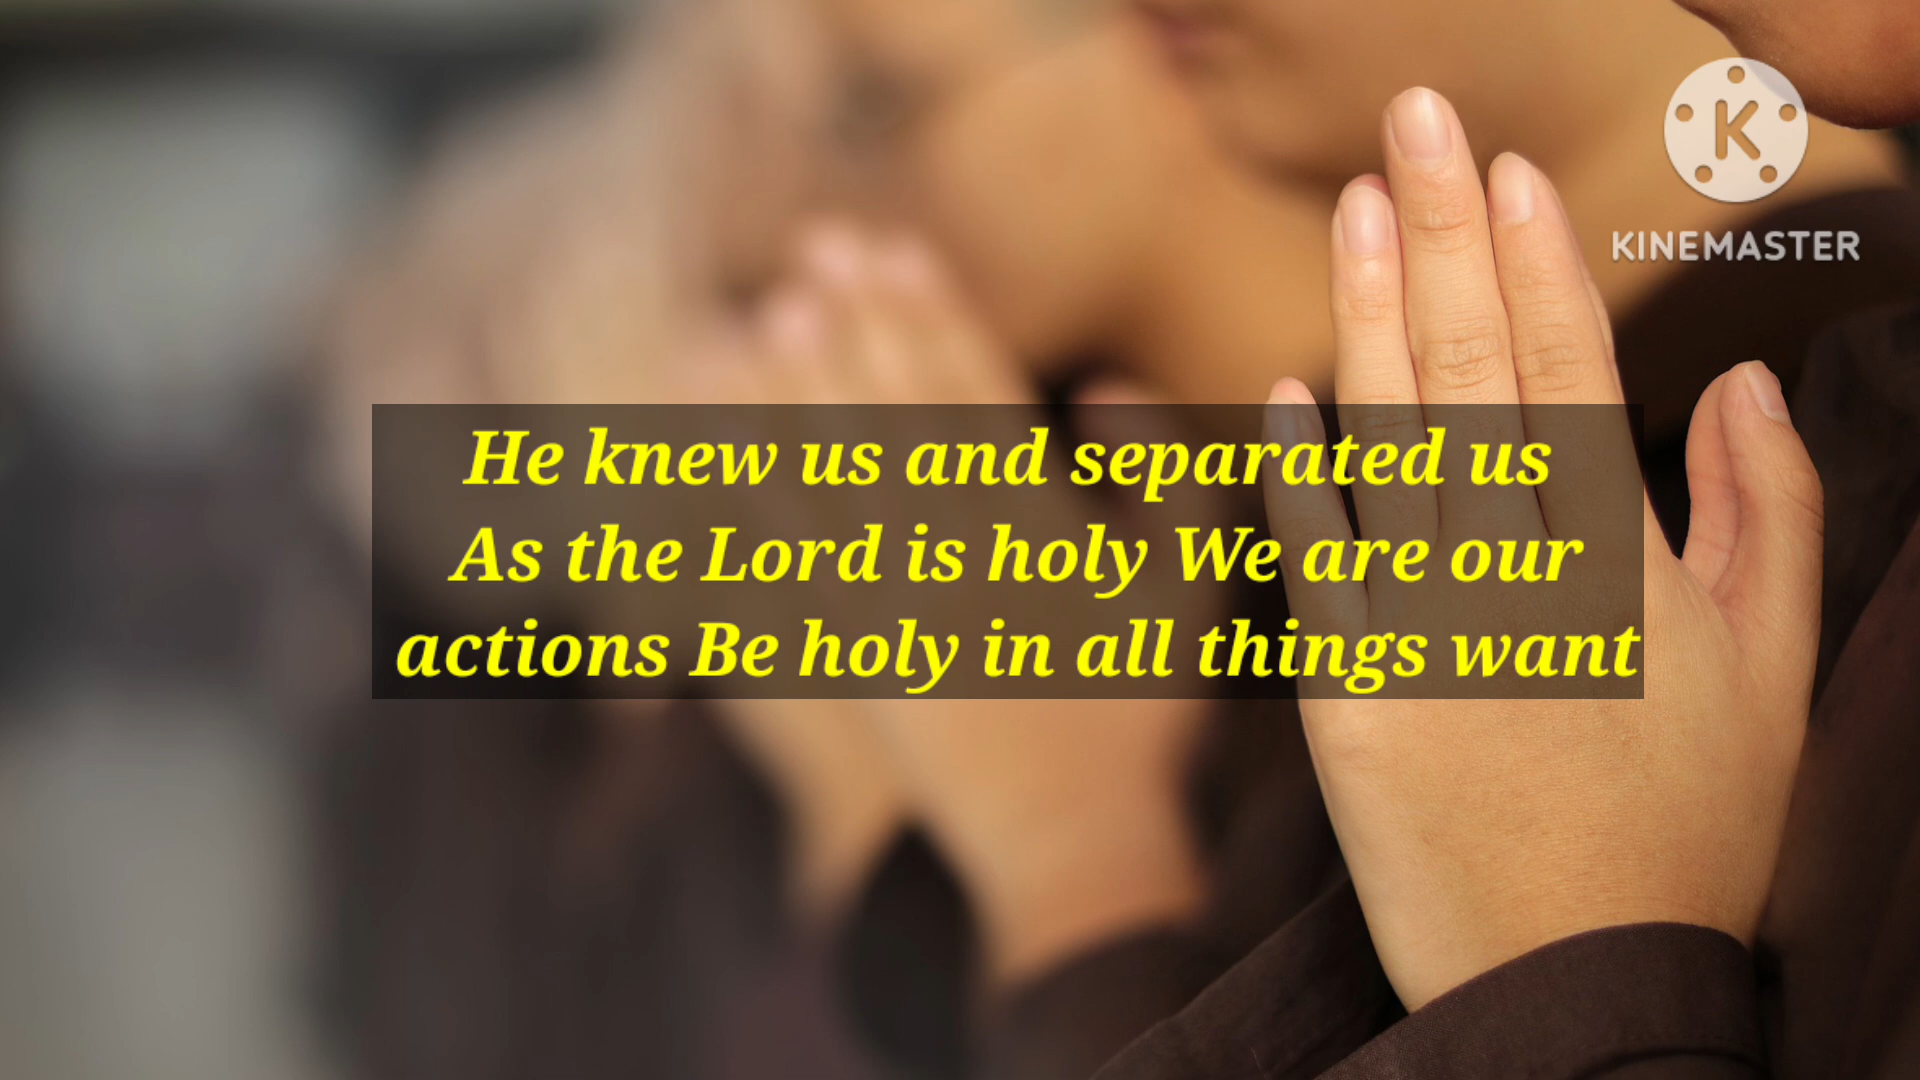 K
KINEMASTER
He knew us and separated us
As the Lord is holy We are our
actions Be holy in all things want